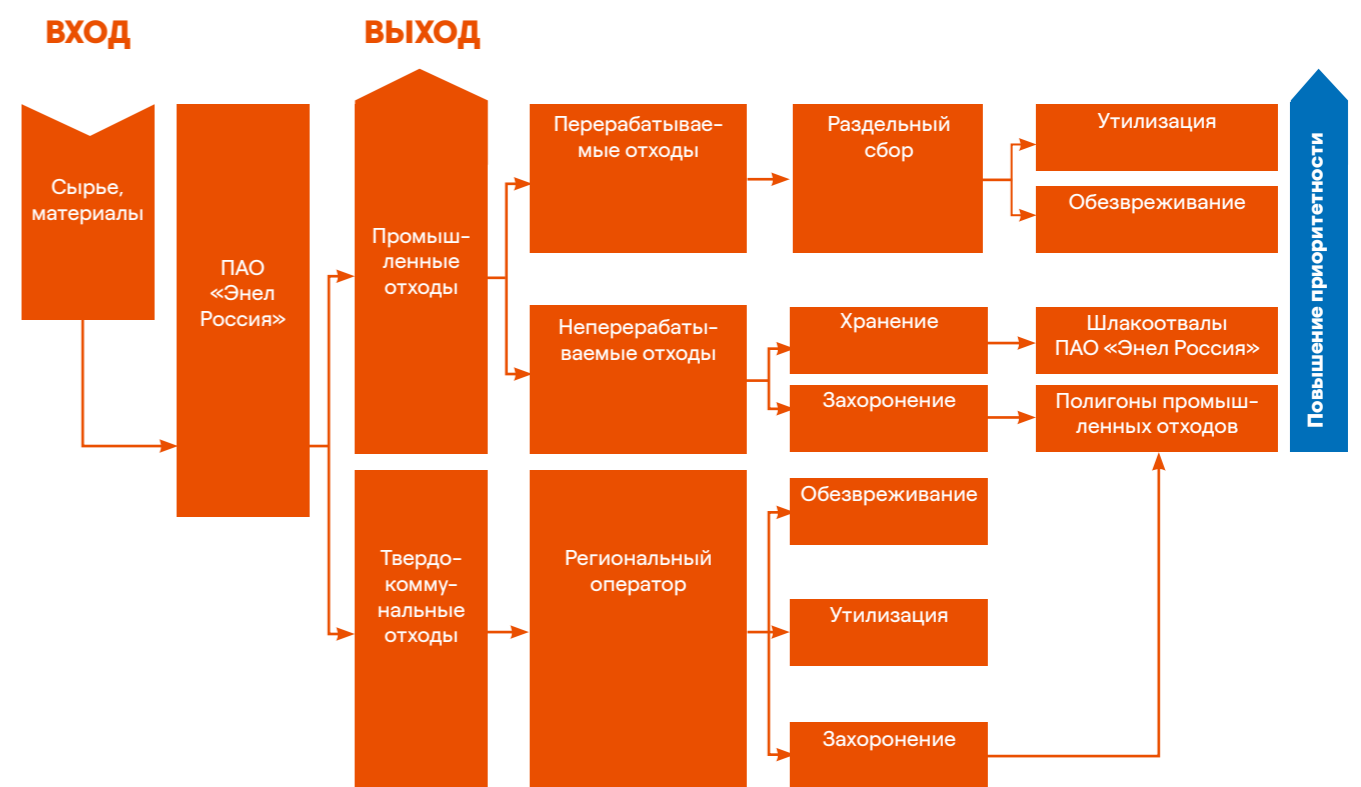 ВХОД
ВЫХОД
Сырье,
материалы
ПАО
«Энел
Россия»
Промыш-
ленные
отходы
Перерабатывае-
мые отходы
Раздельный
сбор
Утилизация
Обезвреживание
Неперерабаты-
ваемые отходы
Хранение
Шлакоотвалы
ПАО «Энел Россия»
Захоронение
Полигоны промыш-
ленных отходов
Твердо-
комму-
нальные
отходы
Региональный
оператор
Обезвреживание
Утилизация
Захоронение
Повышение приоритетности